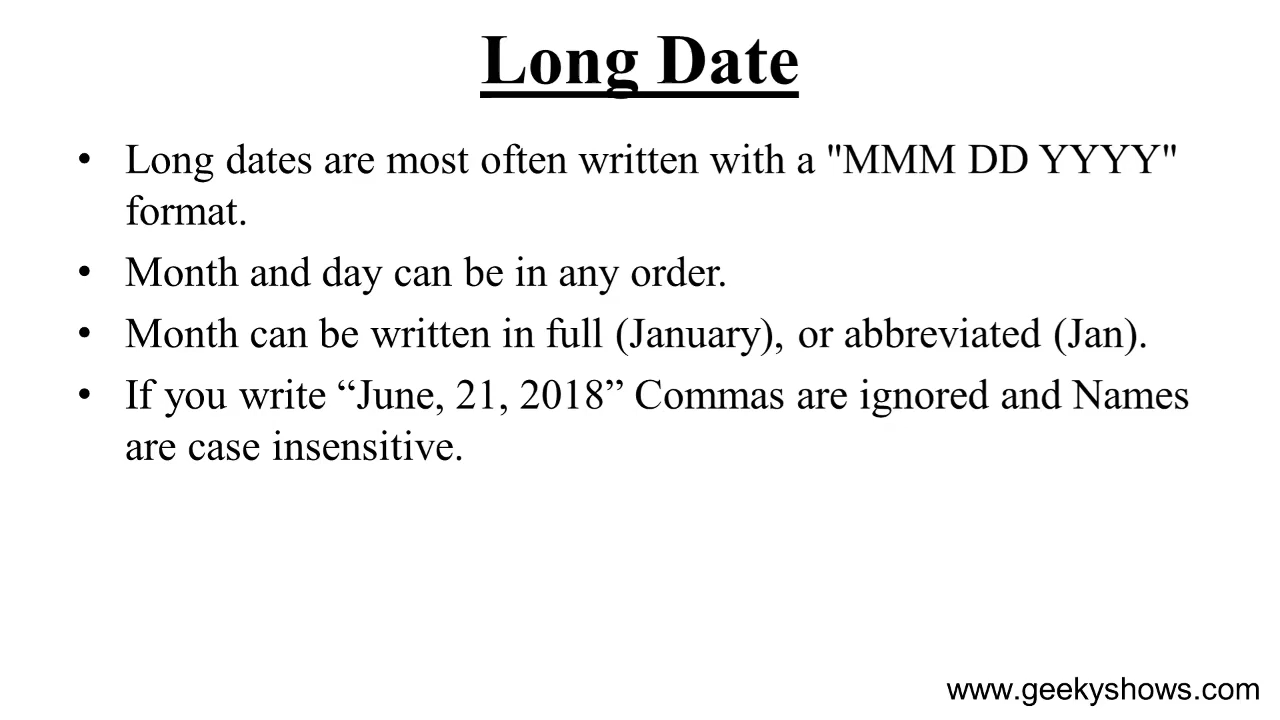 Long Date
• Long dates are most often written with a "MMM DD YYYY"
format.
• Month and day can be in any order.
• Month can be written in full (January), or abbreviated (Jan).
• If you write “June, 21, 2018” Commas are ignored and Names
are case insensitive.
www.geekyshows.com